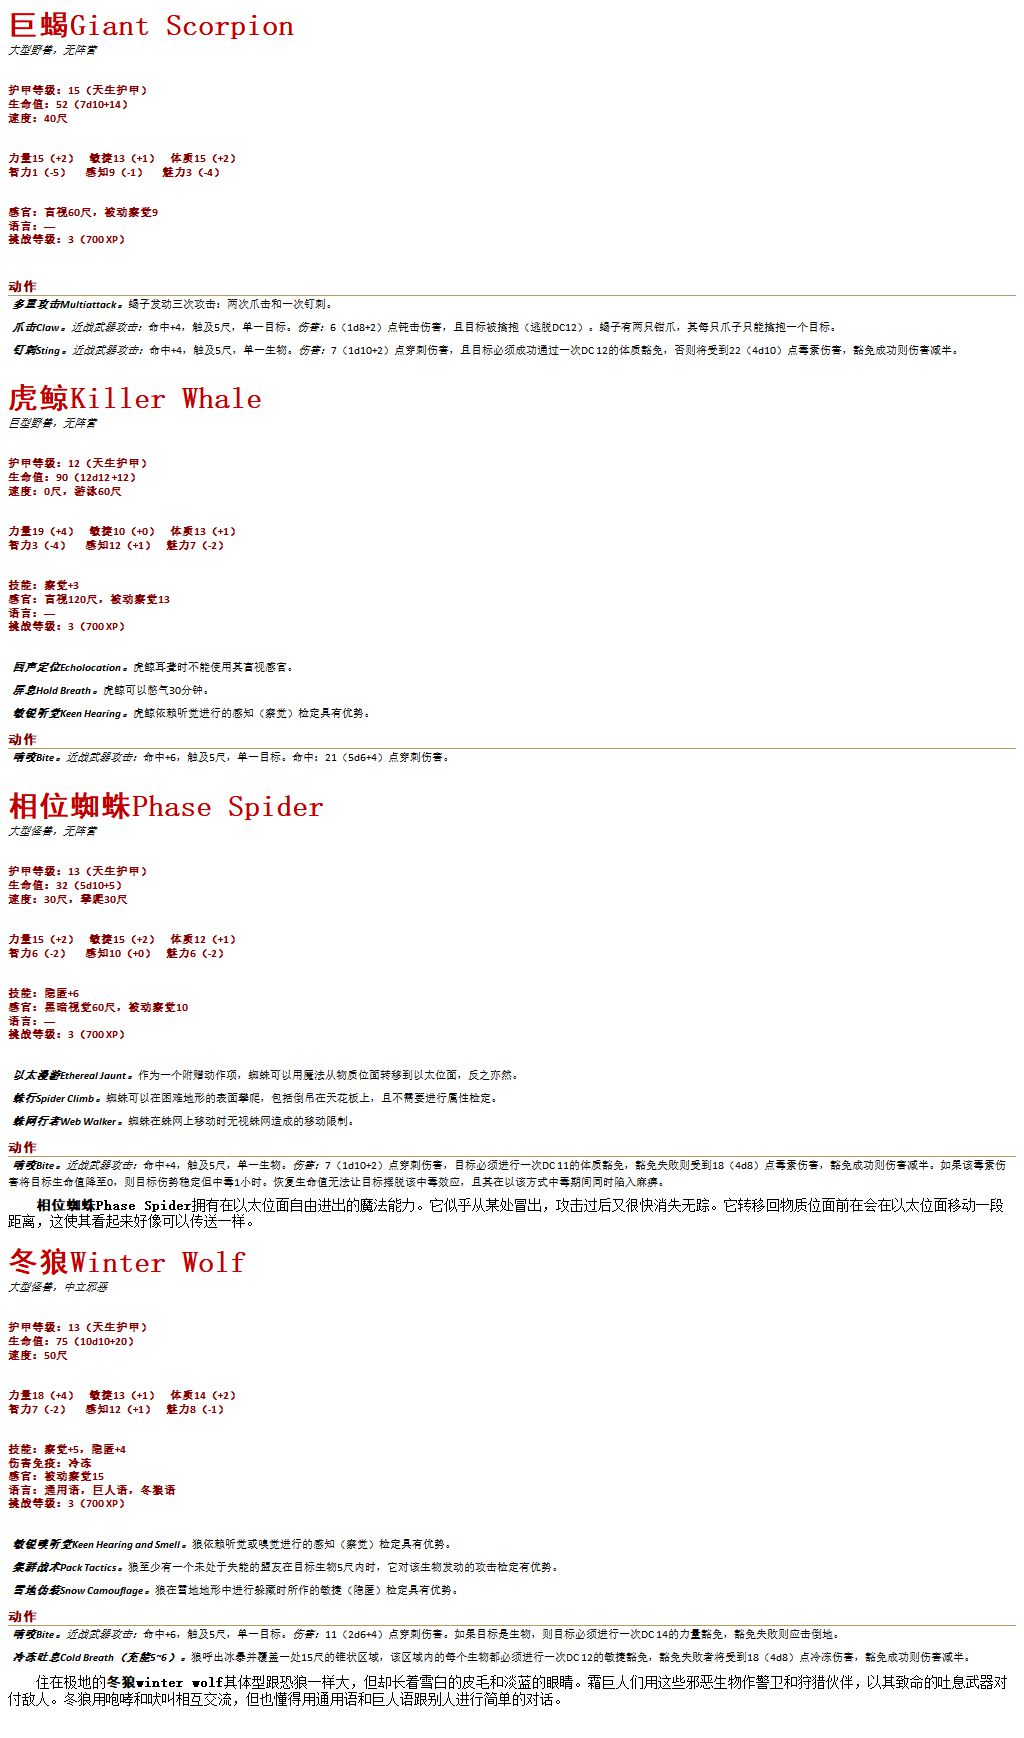 巨蝎Giant Scorpion
大型野兽，无阵营
护甲等级：15（天生护甲）
生命值：52（7d10+14）
速度：40尺
力量15（+2） 敏捷13（+1） 体质15（+2）
智力1（-5） 感知9（-1） 魅力3（-4）
感官：盲视60尺，被动察觉9
语言：—
挑战等级：3（700 XP）
动作
多重攻击Multiattack。蝎子发动三次攻击：两次爪击和一次钉刺。
爪击Claw。近战武器攻击：命中+4，触及5尺，单一目标。伤害：6（1d8+2）点钝击伤害，且目标被擒抱（逃脱DC12）。蝎子有两只钳爪，其每只爪子只能擒抱一个目标。
钉刺Sting。近战武器攻击：命中+4，触及5尺，单一生物。伤害：7（1d10+2）点穿刺伤害，且目标必须成功通过一次DC 12的体质豁免，否则将受到22（4d10）点毒素伤害，豁免成功则伤害减半。
虎鲸Killer Whale
巨型野兽，无阵营
护甲等级：12（天生护甲）
生命值：90（12d12 +12）
速度：0尺，游泳60尺
力量19（+4） 敏捷10（+0） 体质13（+1）
智力3（-4） 感知12（+1） 魅力7（-2）
技能：察觉+3
感官：盲视120尺，被动察觉13
语言：—
挑战等级：3（700 XP）
回声定位Echolocation。虎鲸耳聋时不能使用其盲视感官。
屏息Hold Breath。虎鲸可以憋气30分钟。
敏锐听觉Keen Hearing。虎鲸依赖听觉进行的感知（察觉）检定具有优势。
动作
啃咬Bite。近战武器攻击：命中+6，触及5尺，单一目标。命中：21（5d6+4）点穿刺伤害。
相位蜘蛛Phase Spider
大型怪兽，无阵营
护甲等级：13（天生护甲）
生命值：32（5d10+5）
速度：30尺，攀爬30尺
力量15（+2） 敏捷15（+2） 体质12（+1）
智力6（-2） 感知10（+0） 魅力6（-2）
技能：隐匿+6
感官：黑暗视觉60尺，被动察觉10
语言：—
挑战等级：3（700 XP）
以太漫游Ethereal Jaunt。作为一个附赠动作项，蜘蛛可以用魔法从物质位面转移到以太位面，反之亦然。
蛛行Spider Climb。蜘蛛可以在困难地形的表面攀爬，包括倒吊在天花板上，且不需要进行属性检定。
蛛网行者Web Walker。蜘蛛在蛛网上移动时无视蛛网造成的移动限制。
动作
啃咬Bite。近战武器攻击：命中+4，触及5尺，单一生物。伤害：7（1d10+2）点穿刺伤害，目标必须进行一次DC 11的体质豁免，豁免失败则受到18（4d8）点毒素伤害，豁免成功则伤害减半。如果该毒素伤
害将目标生命值降至0，则目标伤势稳定但中毒1小时。恢复生命值无法让目标摆脱该中毒效应，且其在以该方式中毒期间同时陷入麻痹。
相位蜘蛛Phase Spider拥有在以太位面自由进出的魔法能力。它似乎从某处冒出，攻击过后又很快消失无踪。它转移回物质位面前在会在以太位面移动一段
距离，这使其看起来好像可以传送一样。
冬狼Winter Wolf
大型怪兽，中立邪恶
护甲等级：13（天生护甲）
生命值：75（10d10+20）
速度：50尺
力量18（+4） 敏捷13（+1） 体质14（+2）
智力7（-2） 感知12（+1） 魅力8（-1）
技能：察觉+5，隐匿+4
伤害免疫：冷冻
感官：被动察觉15
语言：通用语，巨人语，冬狼语
挑战等级：3（700 XP）
敏锐嗅听觉Keen Hearing and Smell。狼依赖听觉或嗅觉进行的感知（察觉）检定具有优势。
集群战术Pack Tactics。狼至少有一个未处于失能的盟友在目标生物5尺内时，它对该生物发动的攻击检定有优势。
雪地伪装Snow Camouflage。狼在雪地地形中进行躲藏时所作的敏捷（隐匿）检定具有优势。
动作
啃咬Bite。近战武器攻击：命中+6，触及5尺，单一目标。伤害：11（2d6+4）点穿刺伤害。如果目标是生物，则目标必须进行一次DC 14的力量豁免，豁免失败则应击倒地。
冷冻吐息Cold Breath（充能5~6）。狼呼出冰暴并覆盖一处15尺的锥状区域，该区域内的每个生物都必须进行一次DC 12的敏捷豁免，豁免失败者将受到18（4d8）点冷冻伤害，豁免成功则伤害减半。
住在极地的冬狼winter wolf其体型跟恐狼一样大，但却长着雪白的皮毛和淡蓝的眼睛。霜巨人们用这些邪恶生物作警卫和狩猎伙伴，以其致命的吐息武器对
付敌人。冬狼用咆哮和吠叫相互交流，但也懂得用通用语和巨人语跟别人进行简单的对话。